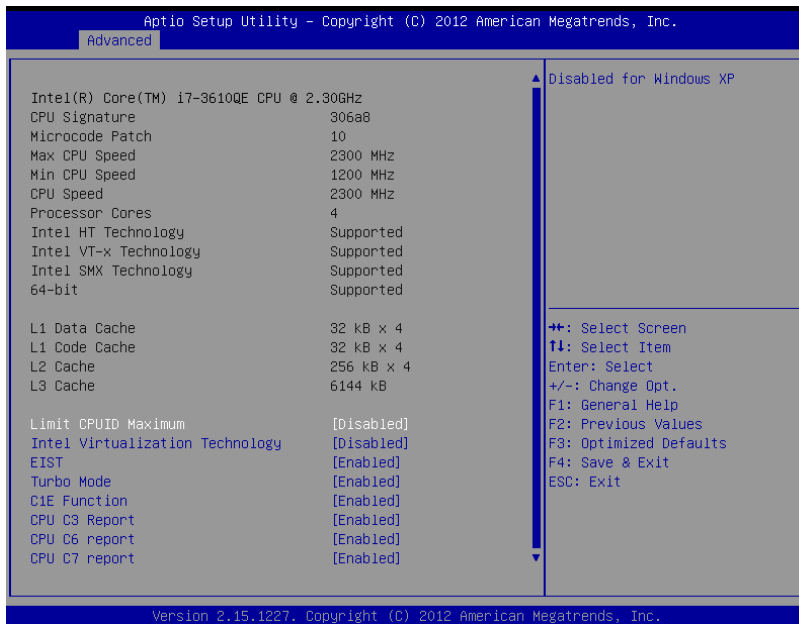 Aptio Setup Utility – Copyright (C) 2012 American Megatrends, Inc.
Advanced
Intel(R) Core(TM) i7-3610QE CPU @ 2.30GHz
CPU Signature 306a8
Microcode Patch 10
Max CPU Speed 2300 MHz
Min CPU Speed 1200 MHz
CPU Speed 2300 MHz
Processor Cores 4
Intel HT Technology Supported
Intel VT-x Technology Supported
Intel SMX Technology Supported
64-bit Supported
L1 Data Cache 32 kB x 4
L1 Code Cache 32 kB x 4
L2 Cache 256 kB x 4
L3 Cache 6144 kB
Limit CPUID Maximum [Disabled]
Intel Virtualization Technology [Disabled]
EIST [Enabled]
Turbo Mode [Enabled]
C1E Function [Enabled]
CPU C3 Report [Enabled]
CPU C6 report [Enabled]
CPU C7 report [Enabled]
Disabled for Windows XP
→←: Select Screen
↑↓: Select Item
Enter: Select
+/-: Change Opt.
F1: General Help
F2: Previous Values
F3: Optimized Defaults
F4: Save & Exit
ESC: Exit
Version 2.15.1227. Copyright (C) 2012 American Megatrends, Inc.